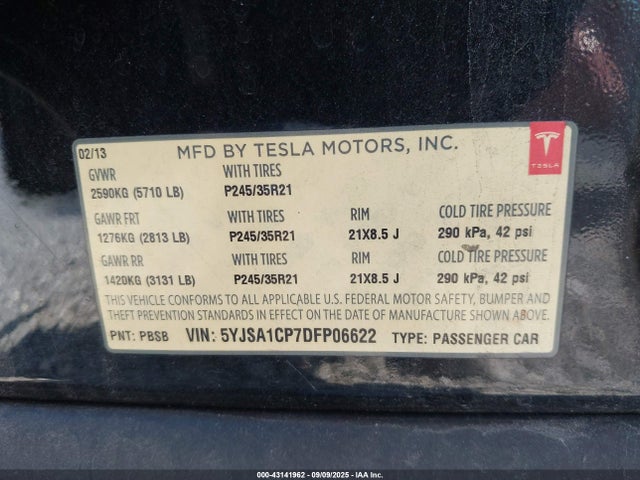 02/13 MFD BY TESLA MOTORS, INC.
TESLA
GVWR WITH TIRES
2590KG (5710 LB) P245/35R21
GAWR FRT WITH TIRES RIM COLD TIRE PRESSURE
1276KG (2813 LB) P245/35R21 21X8.5 J 290 kPa, 42 psi
GAWR RR WITH TIRES RIM COLD TIRE PRESSURE
1420KG (3131 LB) P245/35R21 21X8.5 J 290 kPa, 42 psi
THIS VEHICLE CONFORMS TO ALL APPLICABLE U.S. FEDERAL MOTOR SAFETY, BUMPER AND
THEFT PREVENTION STANDARDS IN EFFECT ON THE DATE OF MANUFACTURE SHOWN ABOVE.
PNT: PBSB VIN: 5YJSA1CP7DFP06622 TYPE: PASSENGER CAR
000-43141962 - 09/09/2025 - IAA Inc.